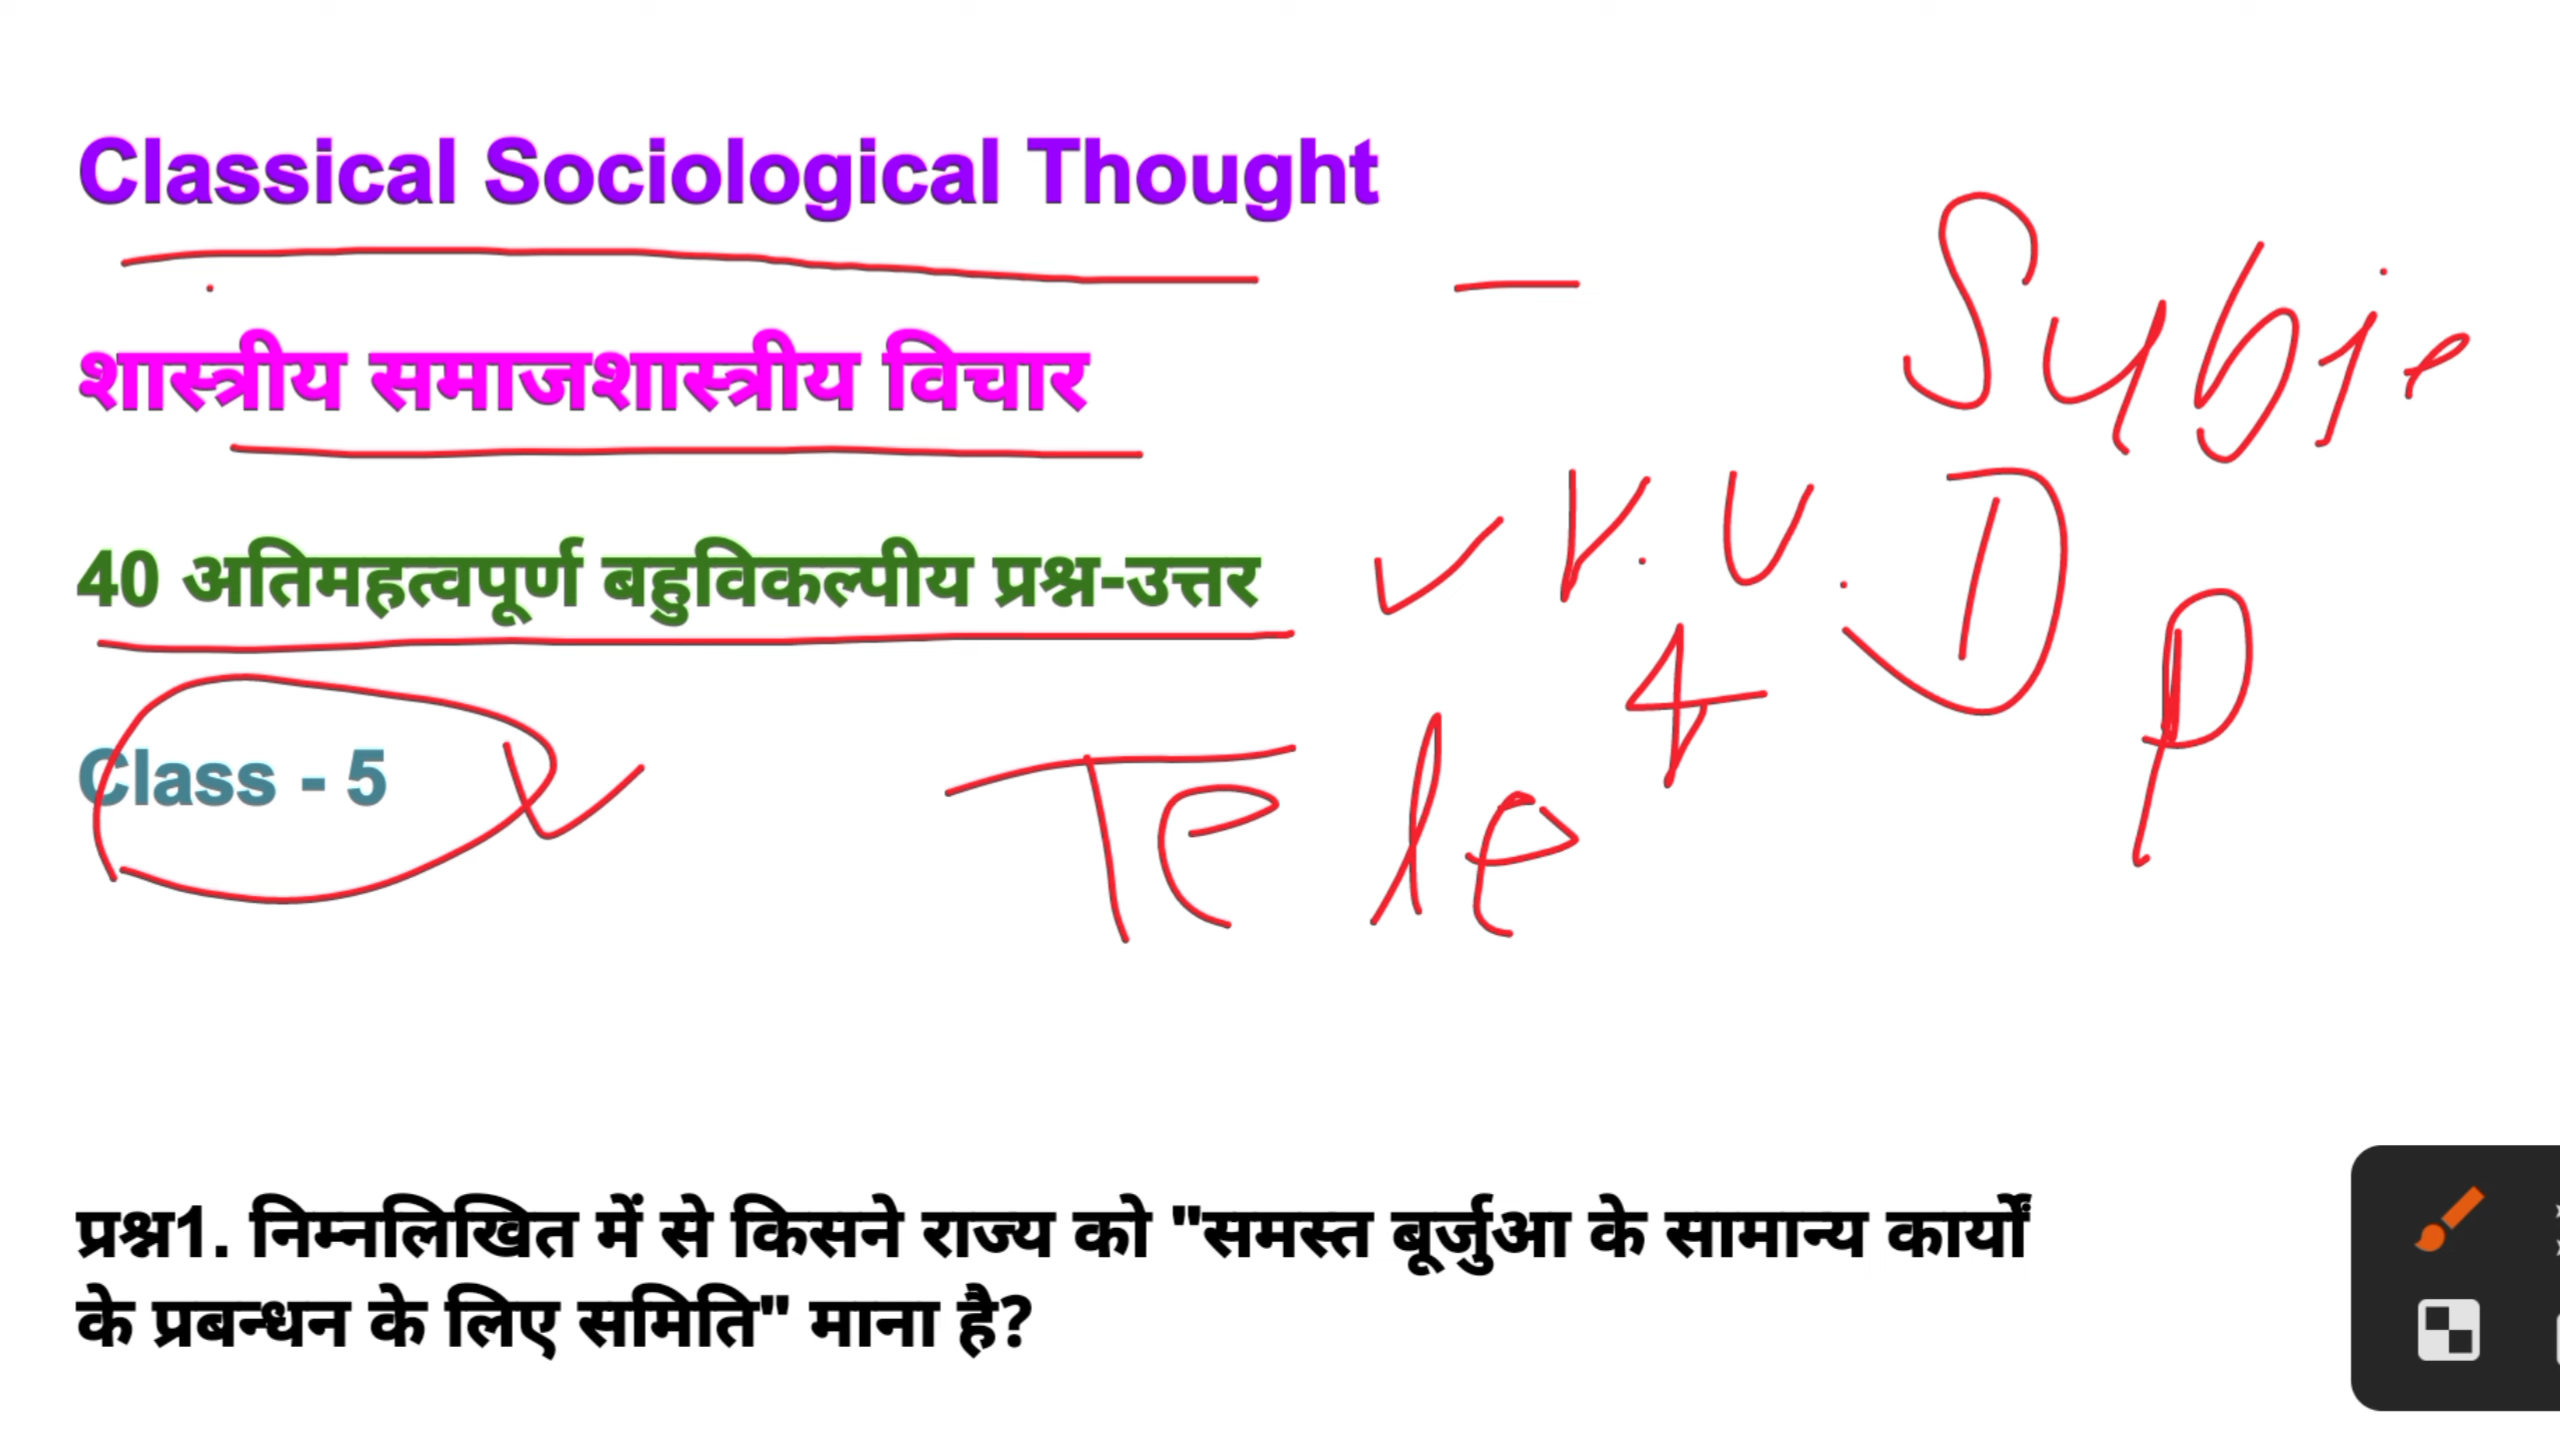 Classical Sociological Thought
शास्त्रीय समाजशास्त्रीय विचार
Subje
40 अतिमहत्वपूर्ण बहुविकल्पीय प्रश्न-उत्तर
V.V.
D
P
4
Class - 5
Tele
प्रश्न1. निम्नलिखित में से किसने राज्य को "समस्त बूर्जुआ के सामान्य कार्यों
के प्रबन्धन के लिए समिति" माना है?